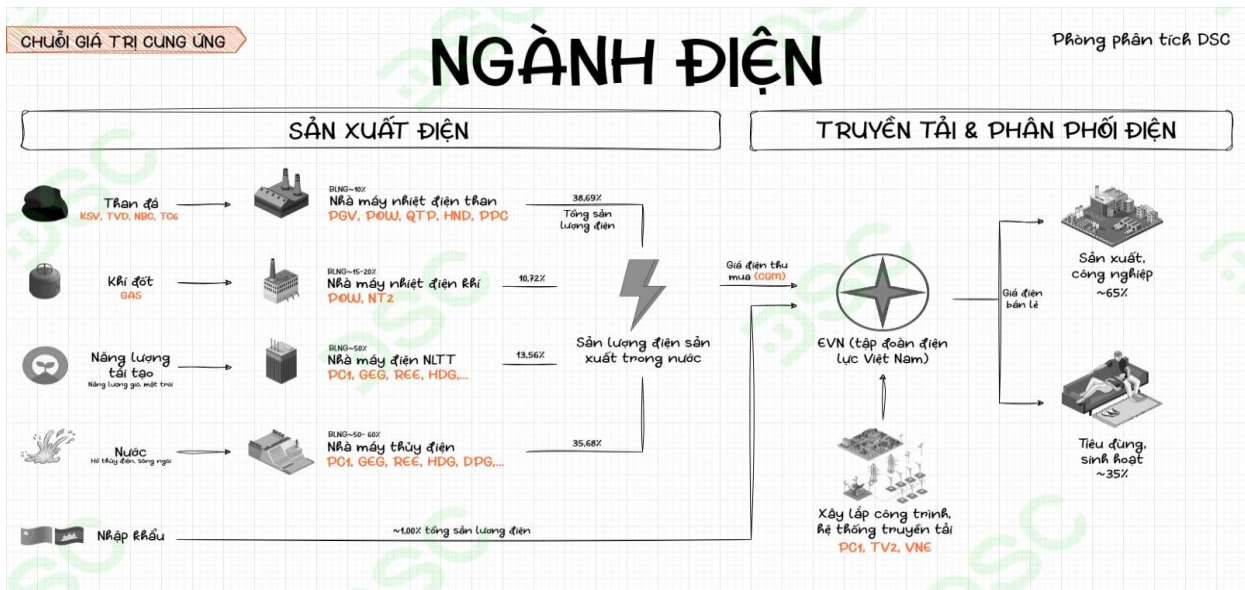 CHUỖI GIÁ TRỊ CUNG ỨNG
NGÀNH ĐIỆN
Phòng phân tích DSC
SẢN XUẤT ĐIỆN
TRUYỀN TẢI & PHÂN PHỐI ĐIỆN
Than đá
KSV, TVD, NBC, TC6
BLNG~10%
Nhà máy nhiệt điện than
PGV, POW, QTP, HND, PPC
38,69%
Tổng sản
lượng điện
Khí đốt
GAS
BLNG~15-20%
Nhà máy nhiệt điện khí
POW, NT2
10,72%
Năng lượng
tái tạo
Năng lượng gió, mặt trời
BLNG~50%
Nhà máy điện NLTT
PC1, GEG, REE, HDG,...
13,56%
Nước
Hồ thủy điện, sông ngòi
BLNG~50- 60%
Nhà máy thủy điện
PC1, GEG, REE, HDG, DPG,...
35,68%
Nhập khẩu
~1.00% tổng sản lượng điện
Sản lượng điện sản
xuất trong nước
Giá điện thu
mua (CGM)
EVN (tập đoàn điện
lực Việt Nam)
Xây lắp công trình,
hệ thống truyền tải
PC1, TV2, VNE
Giá điện
bán lẻ
Sản xuất,
công nghiệp
~65%
Tiêu dùng,
sinh hoạt
~35%
DSC
DSC
DSC
DSC
DSC
DSC